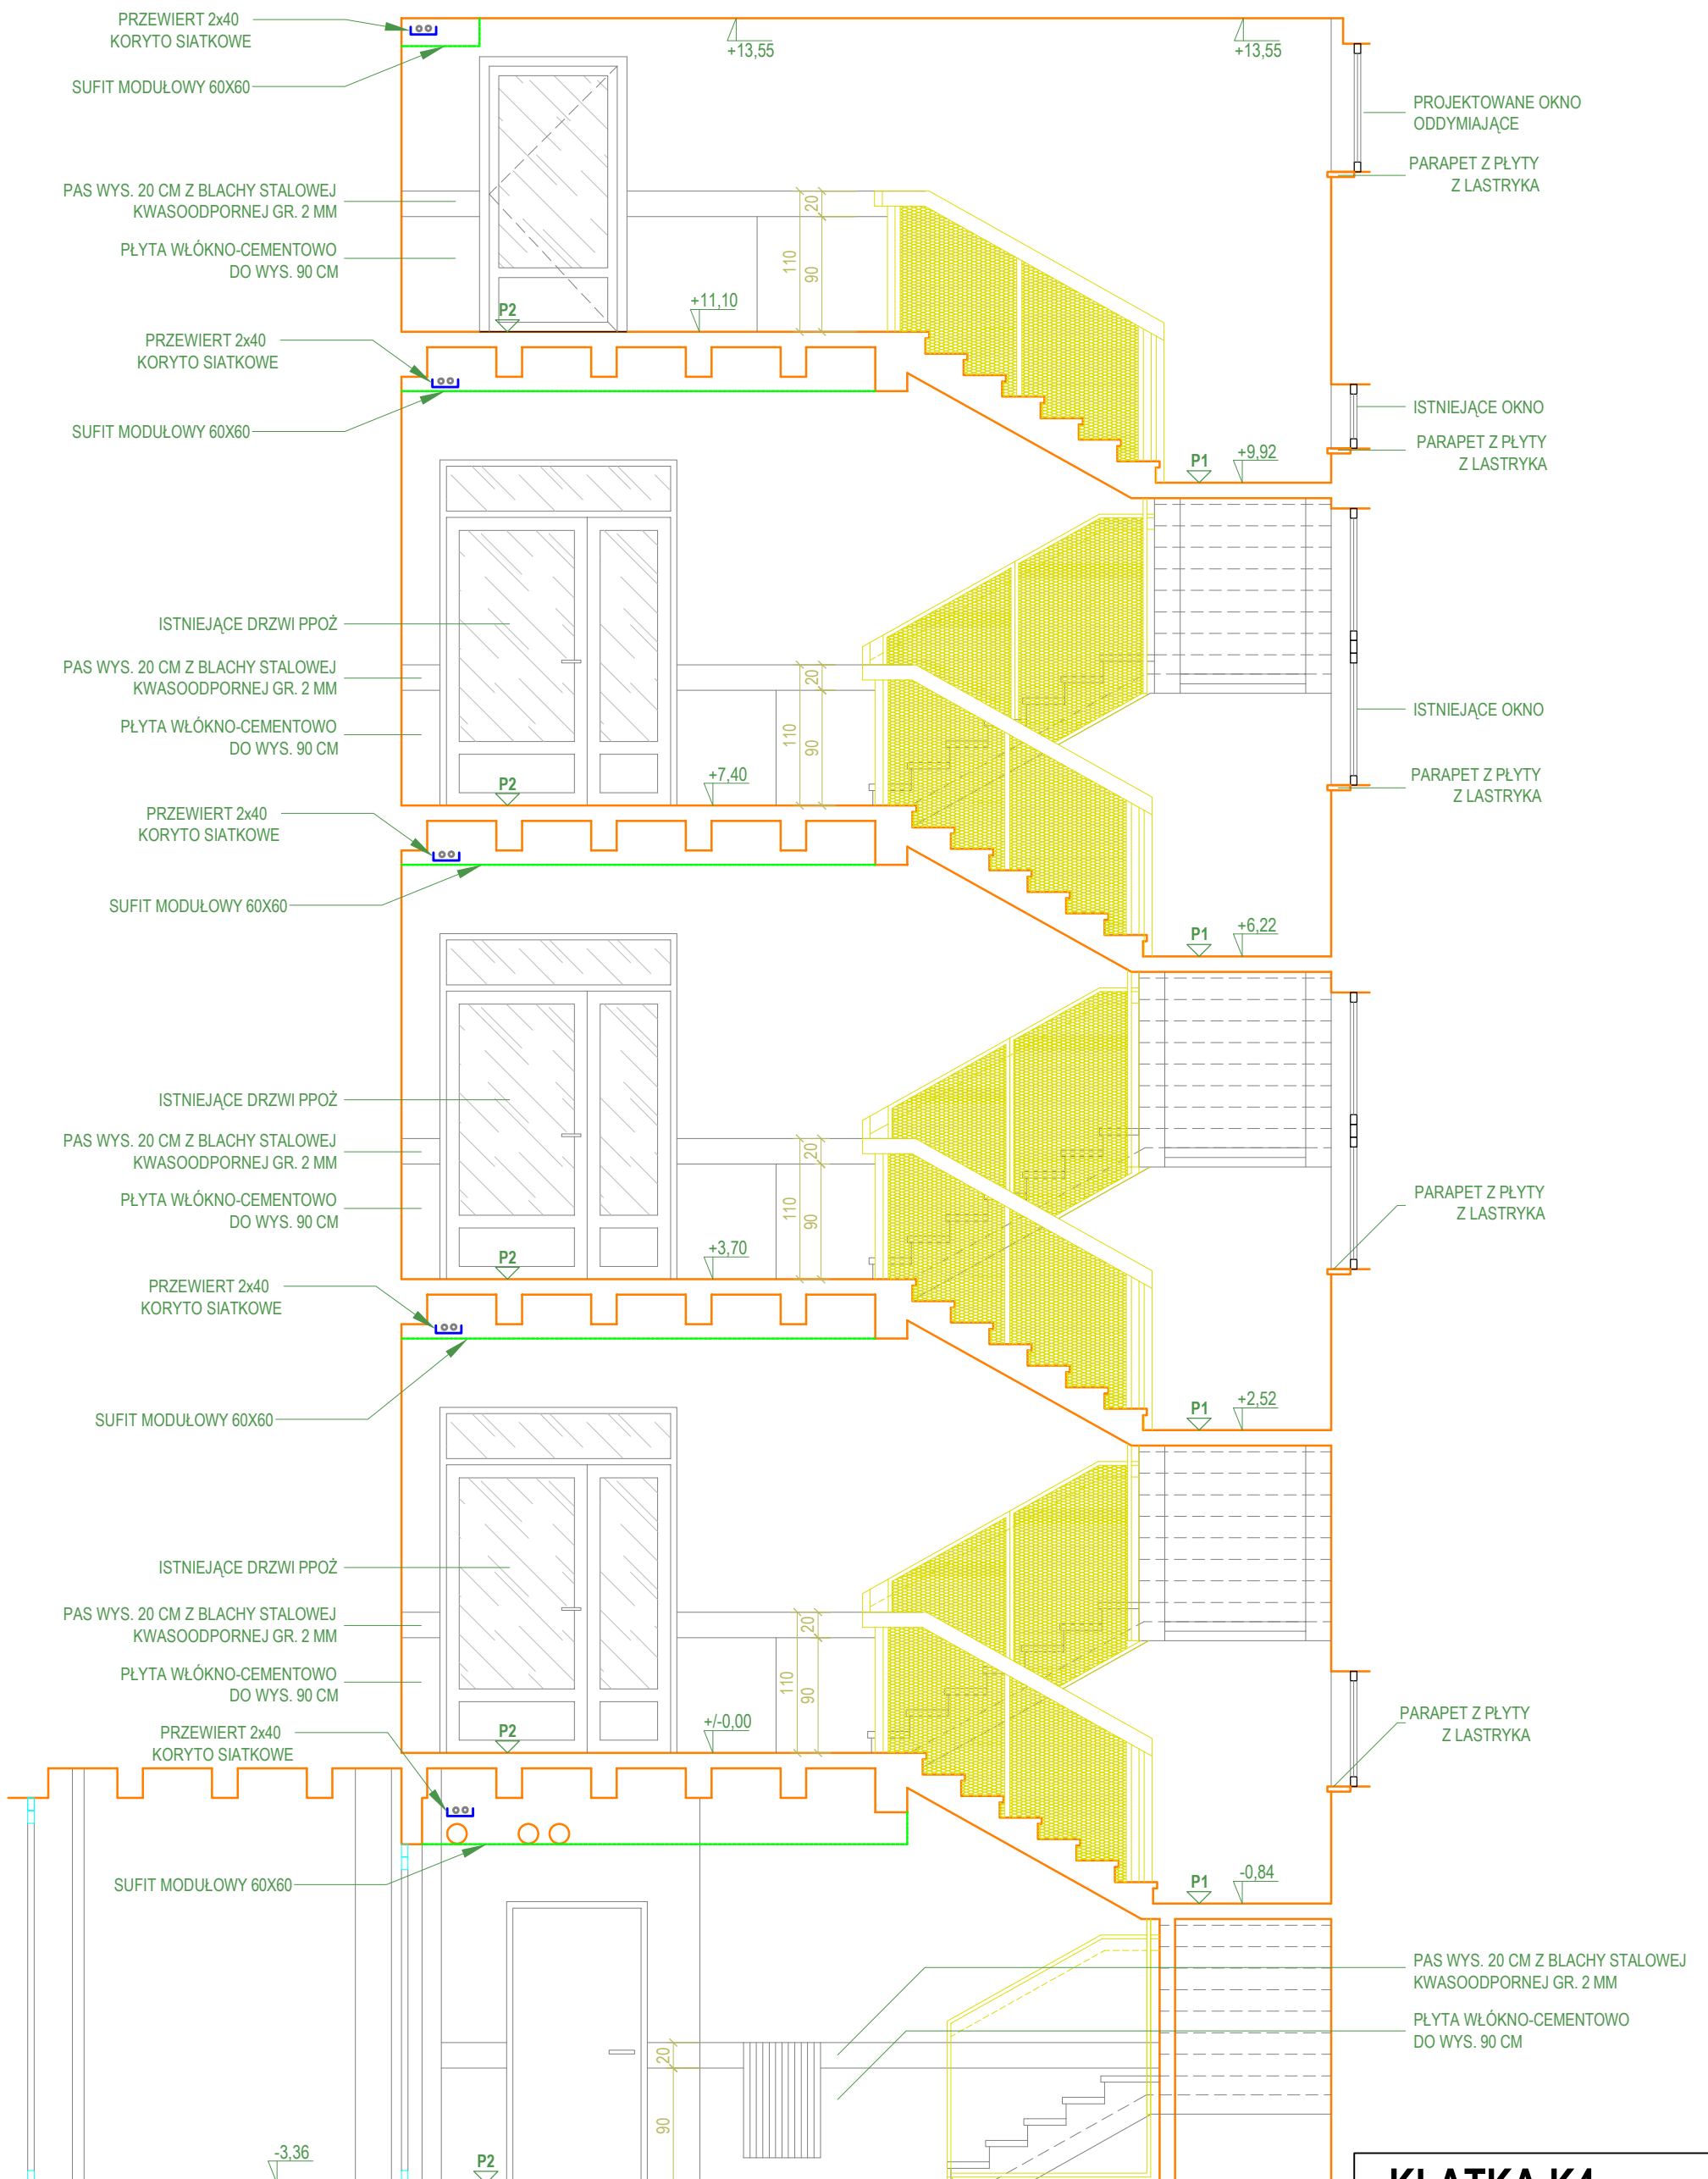 PRZEWIERT 2x40
KORYTO SIATKOWE
+13,55
+13,55
SUFIT MODUŁOWY 60X60
PROJEKTOWANE OKNO
ODDYMIAJĄCE
PARAPET Z PŁYTY
Z LASTRYKA
PAS WYS. 20 CM Z BLACHY STALOWEJ
KWASOODPORNEJ GR. 2 MM
20
PŁYTA WŁÓKNO-CEMENTOWO
DO WYS. 90 CM
110
90
P2
+11,10
PRZEWIERT 2x40
KORYTO SIATKOWE
SUFIT MODUŁOWY 60X60
ISTNIEJĄCE OKNO
PARAPET Z PŁYTY
Z LASTRYKA
P1
+9,92
ISTNIEJĄCE DRZWI PPOŻ
PAS WYS. 20 CM Z BLACHY STALOWEJ
KWASOODPORNEJ GR. 2 MM
20
ISTNIEJĄCE OKNO
PŁYTA WŁÓKNO-CEMENTOWO
DO WYS. 90 CM
110
90
P2
+7,40
PARAPET Z PŁYTY
Z LASTRYKA
PRZEWIERT 2x40
KORYTO SIATKOWE
SUFIT MODUŁOWY 60X60
P1
+6,22
ISTNIEJĄCE DRZWI PPOŻ
PAS WYS. 20 CM Z BLACHY STALOWEJ
KWASOODPORNEJ GR. 2 MM
20
PŁYTA WŁÓKNO-CEMENTOWO
DO WYS. 90 CM
110
90
PARAPET Z PŁYTY
Z LASTRYKA
P2
+3,70
PRZEWIERT 2x40
KORYTO SIATKOWE
SUFIT MODUŁOWY 60X60
P1
+2,52
ISTNIEJĄCE DRZWI PPOŻ
PAS WYS. 20 CM Z BLACHY STALOWEJ
KWASOODPORNEJ GR. 2 MM
20
PŁYTA WŁÓKNO-CEMENTOWO
DO WYS. 90 CM
110
90
P2
+/-0,00
PARAPET Z PŁYTY
Z LASTRYKA
PRZEWIERT 2x40
KORYTO SIATKOWE
SUFIT MODUŁOWY 60X60
P1
-0,84
PAS WYS. 20 CM Z BLACHY STALOWEJ
KWASOODPORNEJ GR. 2 MM
PŁYTA WŁÓKNO-CEMENTOWO
DO WYS. 90 CM
20
90
-3,36
P2
KLATKA K4